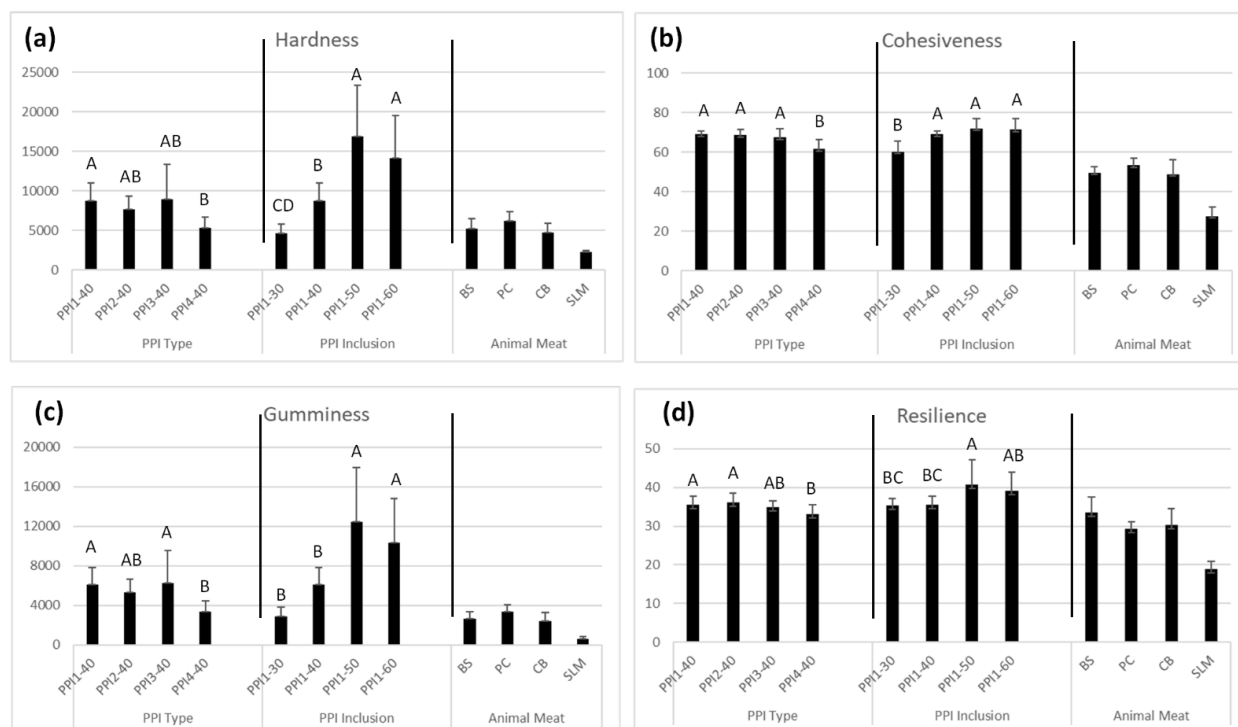 (a)
Hardness
25000
20000
15000
10000
5000
0
A
AB
AB
B
CD
B
A
A
PPI1-40
PPI2-40
PPI3-40
PPI4-40
PPI1-30
PPI1-40
PPI1-50
PPI1-60
BS
PC
CB
SLM
PPI Type
PPI Inclusion
Animal Meat
(b)
Cohesiveness
100
80
60
40
20
0
A
A
A
B
B
A
A
A
PPI1-40
PPI2-40
PPI3-40
PPI4-40
PPI1-30
PPI1-40
PPI1-50
PPI1-60
BS
PC
CB
SLM
PPI Type
PPI Inclusion
Animal Meat
(c)
Gumminess
20000
16000
12000
8000
4000
0
A
AB
A
B
B
B
A
A
PPI1-40
PPI2-40
PPI3-40
PPI4-40
PPI1-30
PPI1-40
PPI1-50
PPI1-60
BS
PC
CB
SLM
PPI Type
PPI Inclusion
Animal Meat
(d)
Resilience
50
40
30
20
10
0
A
A
AB
B
BC
BC
A
AB
PPI1-40
PPI2-40
PPI3-40
PPI4-40
PPI1-30
PPI1-40
PPI1-50
PPI1-60
BS
PC
CB
SLM
PPI Type
PPI Inclusion
Animal Meat